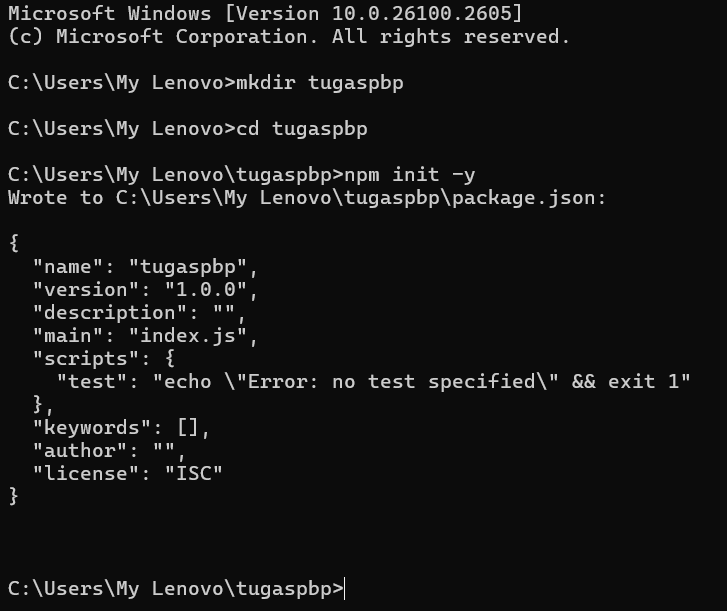 Microsoft Windows [Version 10.0.26100.2605]
(c) Microsoft Corporation. All rights reserved.
C:\Users\My Lenovo>mkdir tugaspbp
C:\Users\My Lenovo>cd tugaspbp
C:\Users\My Lenovo\tugaspbp>npm init -y
Wrote to C:\Users\My Lenovo\tugaspbp\package.json:
{
  "name": "tugaspbp",
  "version": "1.0.0",
  "description": "",
  "main": "index.js",
  "scripts": {
    "test": "echo \"Error: no test specified\" && exit 1"
  },
  "keywords": [],
  "author": "",
  "license": "ISC"
}
C:\Users\My Lenovo\tugaspbp>